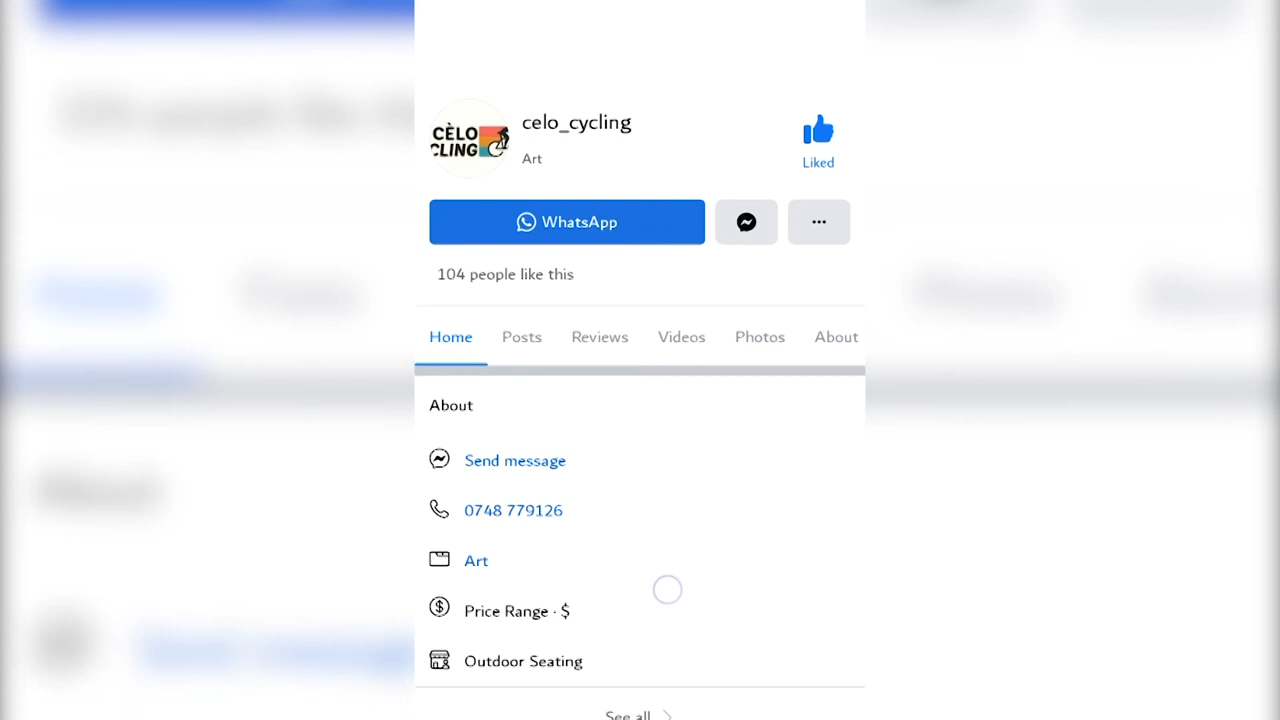 CÈLO
CLING
celo_cycling
Art
Liked
WhatsApp
104 people like this
Home Posts Reviews Videos Photos About
About
Send message
0748 779126
Art
Price Range · $
Outdoor Seating
See all